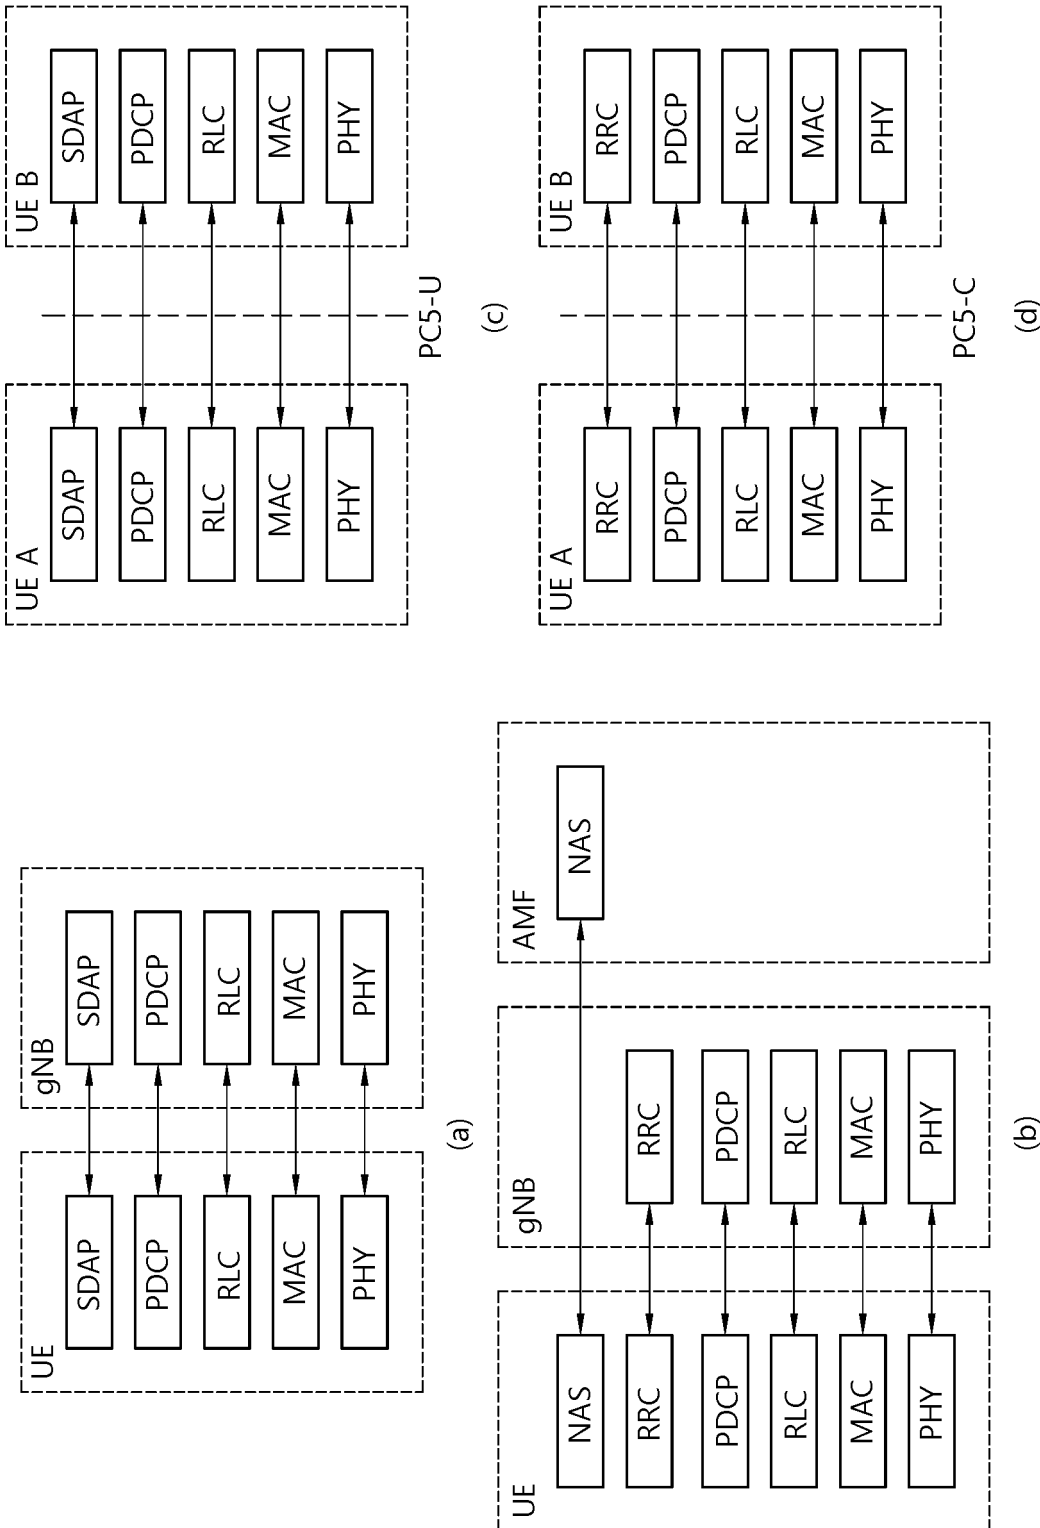 UE
gNB
SDAP
SDAP
PDCP
PDCP
RLC
RLC
MAC
MAC
PHY
PHY
(a)
UE
gNB
AMF
NAS
NAS
RRC
RRC
PDCP
PDCP
RLC
RLC
MAC
MAC
PHY
PHY
(b)
UE A
UE B
SDAP
SDAP
PDCP
PDCP
RLC
RLC
MAC
MAC
PHY
PHY
PC5-U
(c)
UE A
UE B
RRC
RRC
PDCP
PDCP
RLC
RLC
MAC
MAC
PHY
PHY
PC5-C
(d)